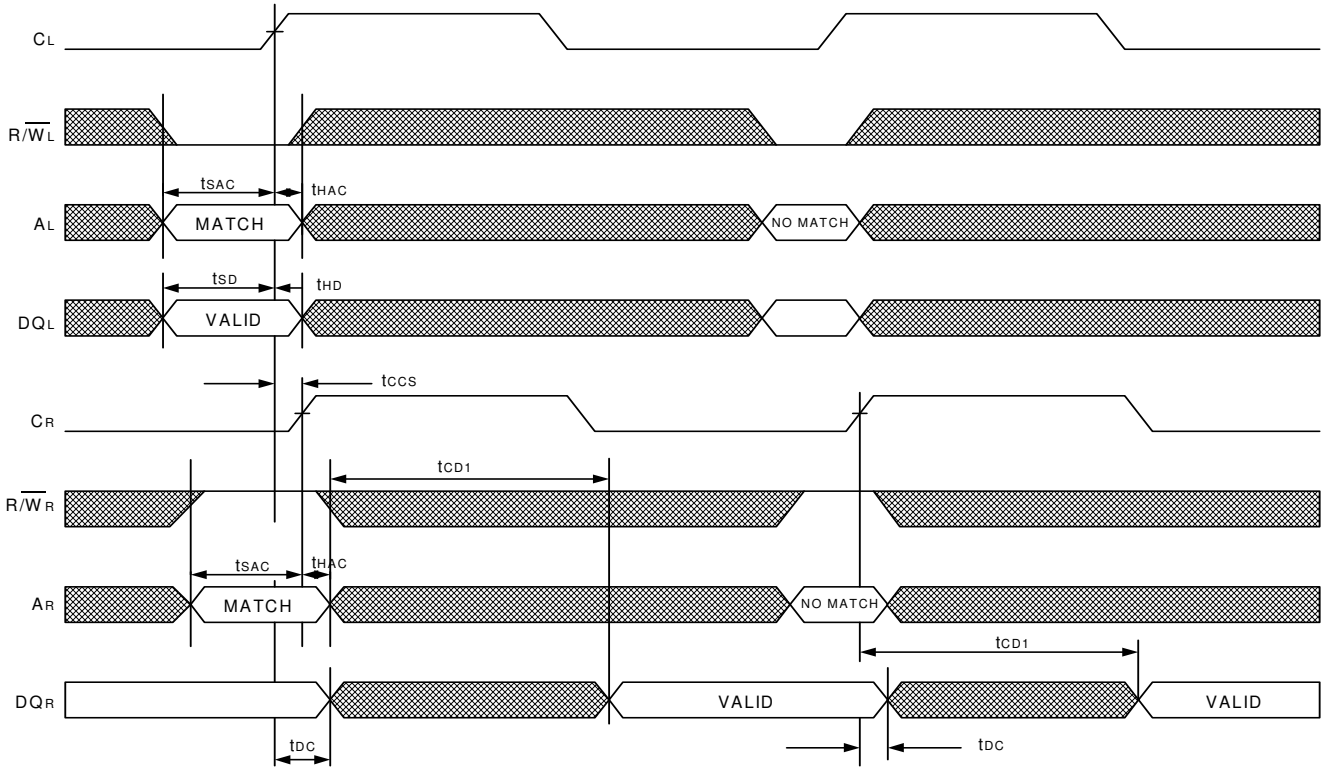 CL
R/WL
tSAC tHAC
AL MATCH NO MATCH
tSD tHD
DQL VALID
tCCS
CR
tCD1
R/WR
tSAC tHAC
AR MATCH NO MATCH
tCD1
DQR VALID VALID
tDC tDC